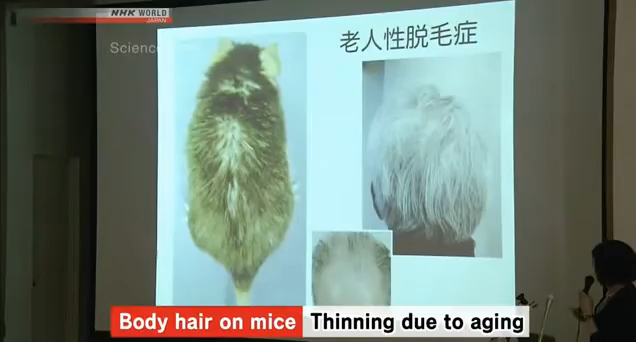 NHK WORLD
JAPAN
Science
老人性脱毛症
Body hair on mice Thinning due to aging